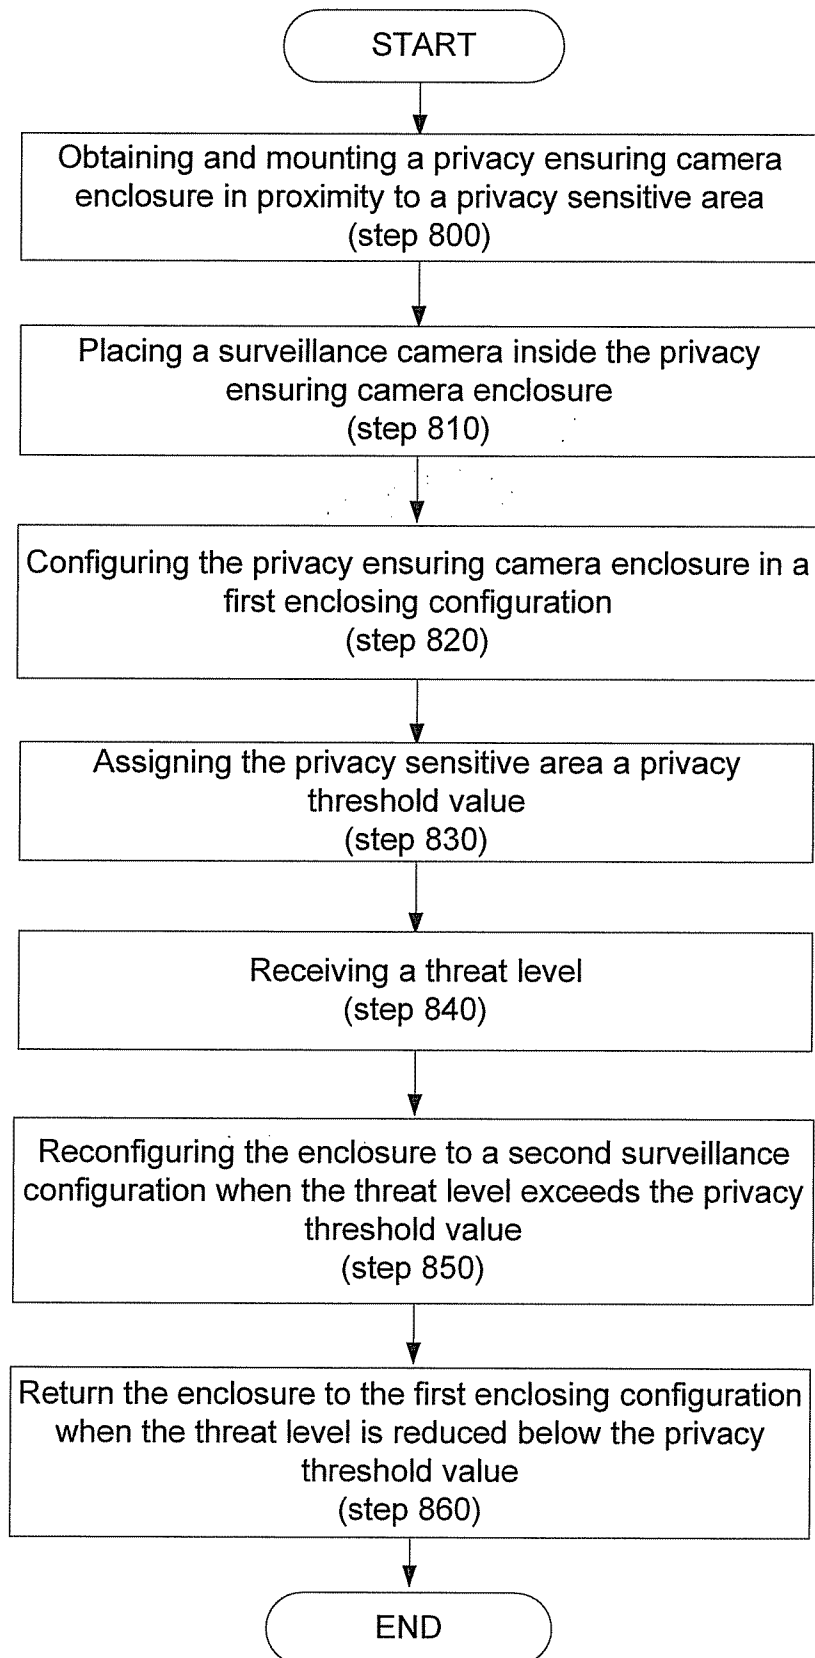 START
Obtaining and mounting a privacy ensuring camera
enclosure in proximity to a privacy sensitive area
(step 800)
Placing a surveillance camera inside the privacy
ensuring camera enclosure
(step 810)
Configuring the privacy ensuring camera enclosure in a
first enclosing configuration
(step 820)
Assigning the privacy sensitive area a privacy
threshold value
(step 830)
Receiving a threat level
(step 840)
Reconfiguring the enclosure to a second surveillance
configuration when the threat level exceeds the privacy
threshold value
(step 850)
Return the enclosure to the first enclosing configuration
when the threat level is reduced below the privacy
threshold value
(step 860)
END